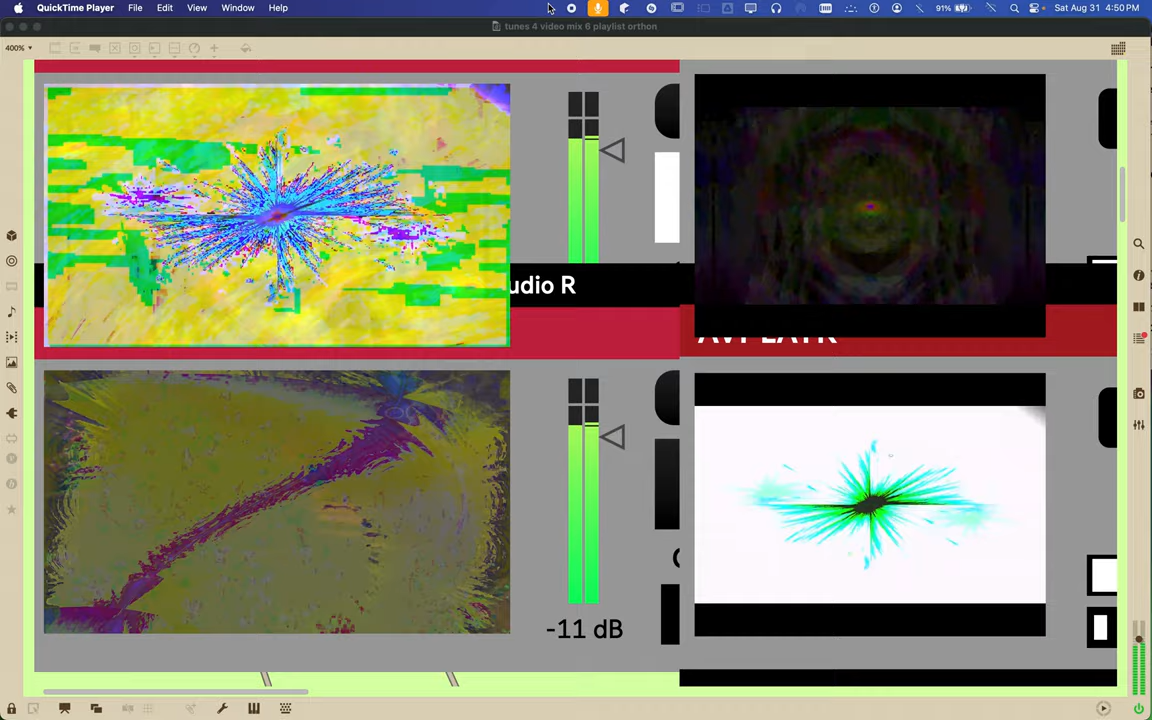 QuickTime Player File Edit View Window Help 91% Sat Aug 31 4:50 PM
tunes 4 video mix 6 playlist orthon
400%
udio R
-11 dB